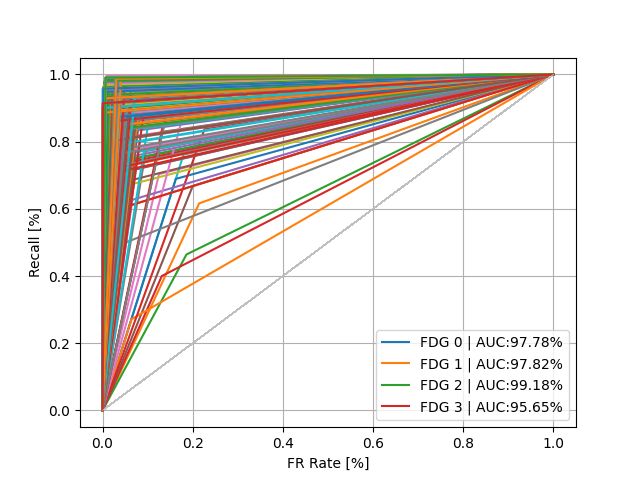 1.0
0.8
0.6
0.4
0.2
0.0
Recall [%]
0.0 0.2 0.4 0.6 0.8 1.0
FR Rate [%]
FDG 0 | AUC:97.78%
FDG 1 | AUC:97.82%
FDG 2 | AUC:99.18%
FDG 3 | AUC:95.65%